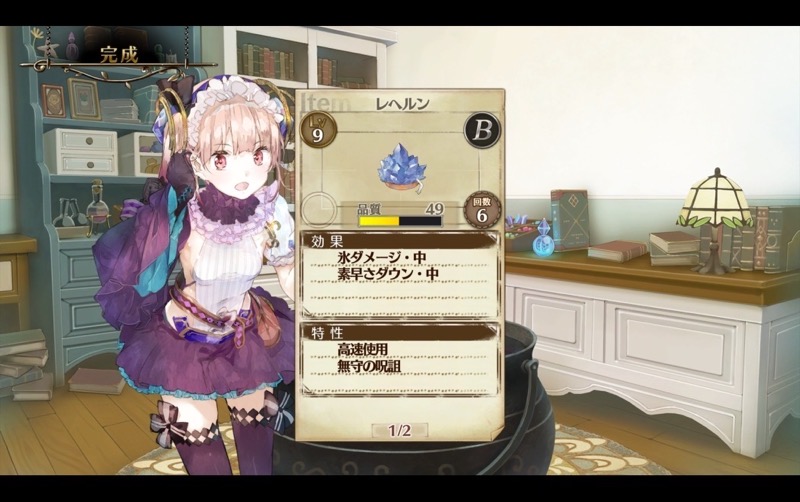 完成
Item
レヘルン
Lv
9
B
品質 49
回数
6
効果
氷ダメージ・中
素早さダウン・中
特性
高速使用
無守の呪詛
1/2